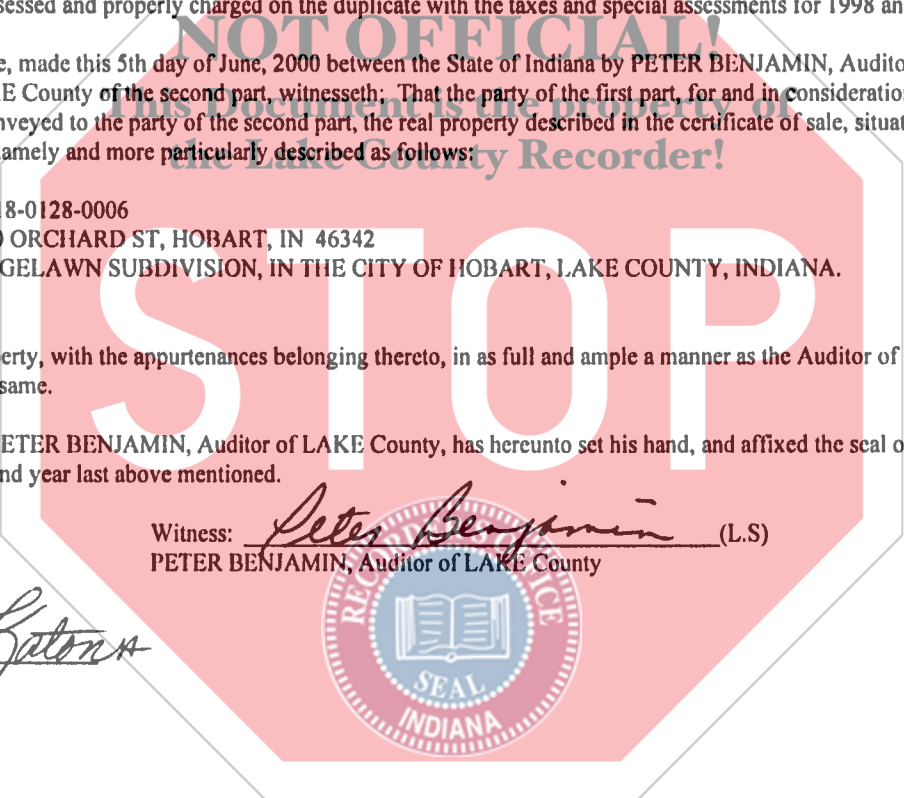 sessed and properly charged on the duplicate with the taxes and special assessments for 1998 an
NOT OFFICIAL!
e, made this 5th day of June, 2000 between the State of Indiana by PETER BENJAMIN, Audito
E County of the second part, witnesseth; That the party of the first part, for and in consideration
This Document is the property of
nveyed to the party of the second part, the real property described in the certificate of sale, situat
amely and more particularly described as follows:
the Lake County Recorder!
8-0128-0006
ORCHARD ST, HOBART, IN 46342
GELAWN SUBDIVISION, IN THE CITY OF HOBART, LAKE COUNTY, INDIANA.
STOP
erty, with the appurtenances belonging thereto, in as full and ample a manner as the Auditor of
same.
ETER BENJAMIN, Auditor of LAKE County, has hereunto set his hand, and affixed the seal o
nd year last above mentioned.
Witness: Peter Benjamin (L.S)
PETER BENJAMIN, Auditor of LAKE County
Katona
SEAL
INDIANA